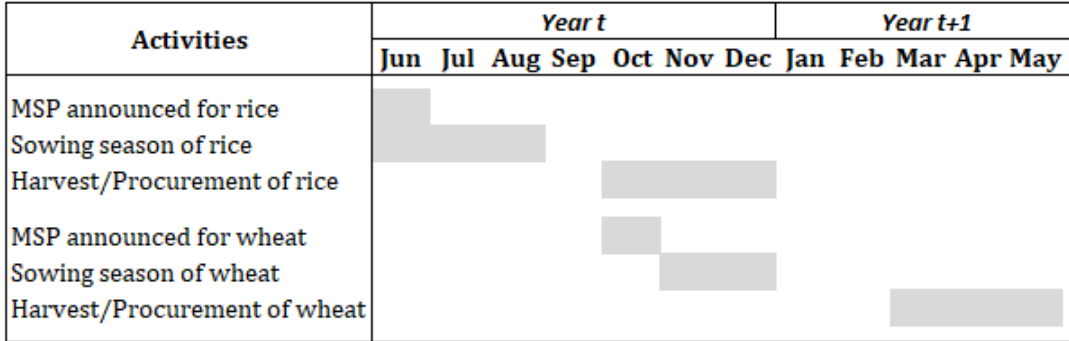 Activities
Year t
Year t+1
Jun Jul Aug Sep Oct Nov Dec Jan Feb Mar Apr May
MSP announced for rice
Sowing season of rice
Harvest/Procurement of rice
MSP announced for wheat
Sowing season of wheat
Harvest/Procurement of wheat